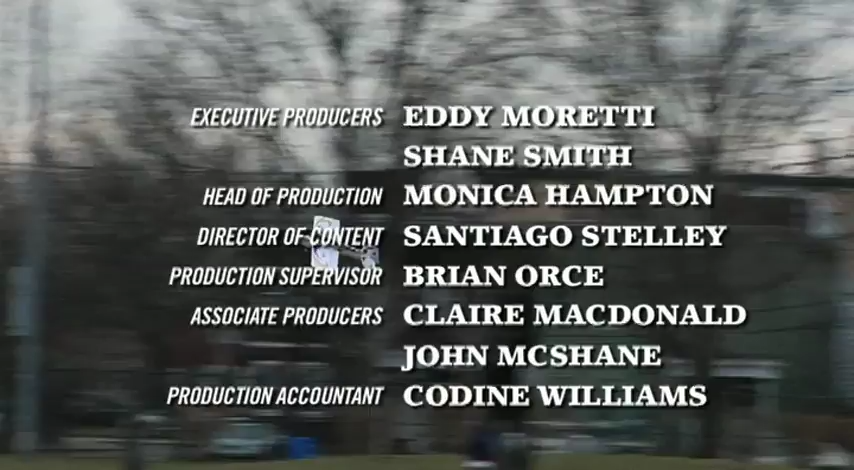 EXECUTIVE PRODUCERS EDDY MORETTI
SHANE SMITH
HEAD OF PRODUCTION MONICA HAMPTON
DIRECTOR OF CONTENT SANTIAGO STELLEY
PRODUCTION SUPERVISOR BRIAN ORCE
ASSOCIATE PRODUCERS CLAIRE MACDONALD
JOHN MCSHANE
PRODUCTION ACCOUNTANT CODINE WILLIAMS